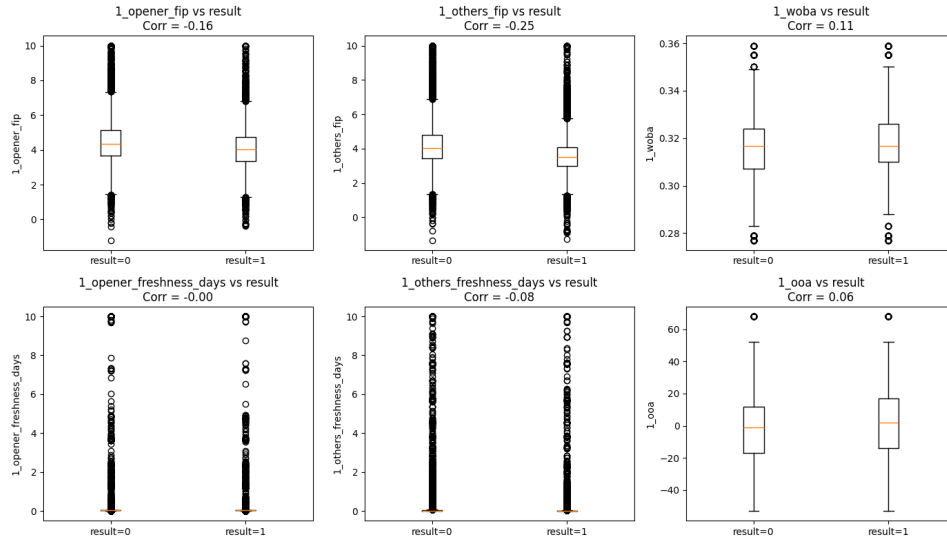 1_opener_fip vs result
Corr = -0.16
1_opener_fip
10
8
6
4
2
0
result=0
result=1
1_others_fip vs result
Corr = -0.25
1_others_fip
10
8
6
4
2
0
result=0
result=1
1_woba vs result
Corr = 0.11
1_woba
0.36
0.34
0.32
0.30
0.28
result=0
result=1
1_opener_freshness_days vs result
Corr = -0.00
1_opener_freshness_days
10
8
6
4
2
0
result=0
result=1
1_others_freshness_days vs result
Corr = -0.08
1_others_freshness_days
10
8
6
4
2
0
result=0
result=1
1_ooa vs result
Corr = 0.06
1_ooa
60
40
20
0
−20
−40
result=0
result=1